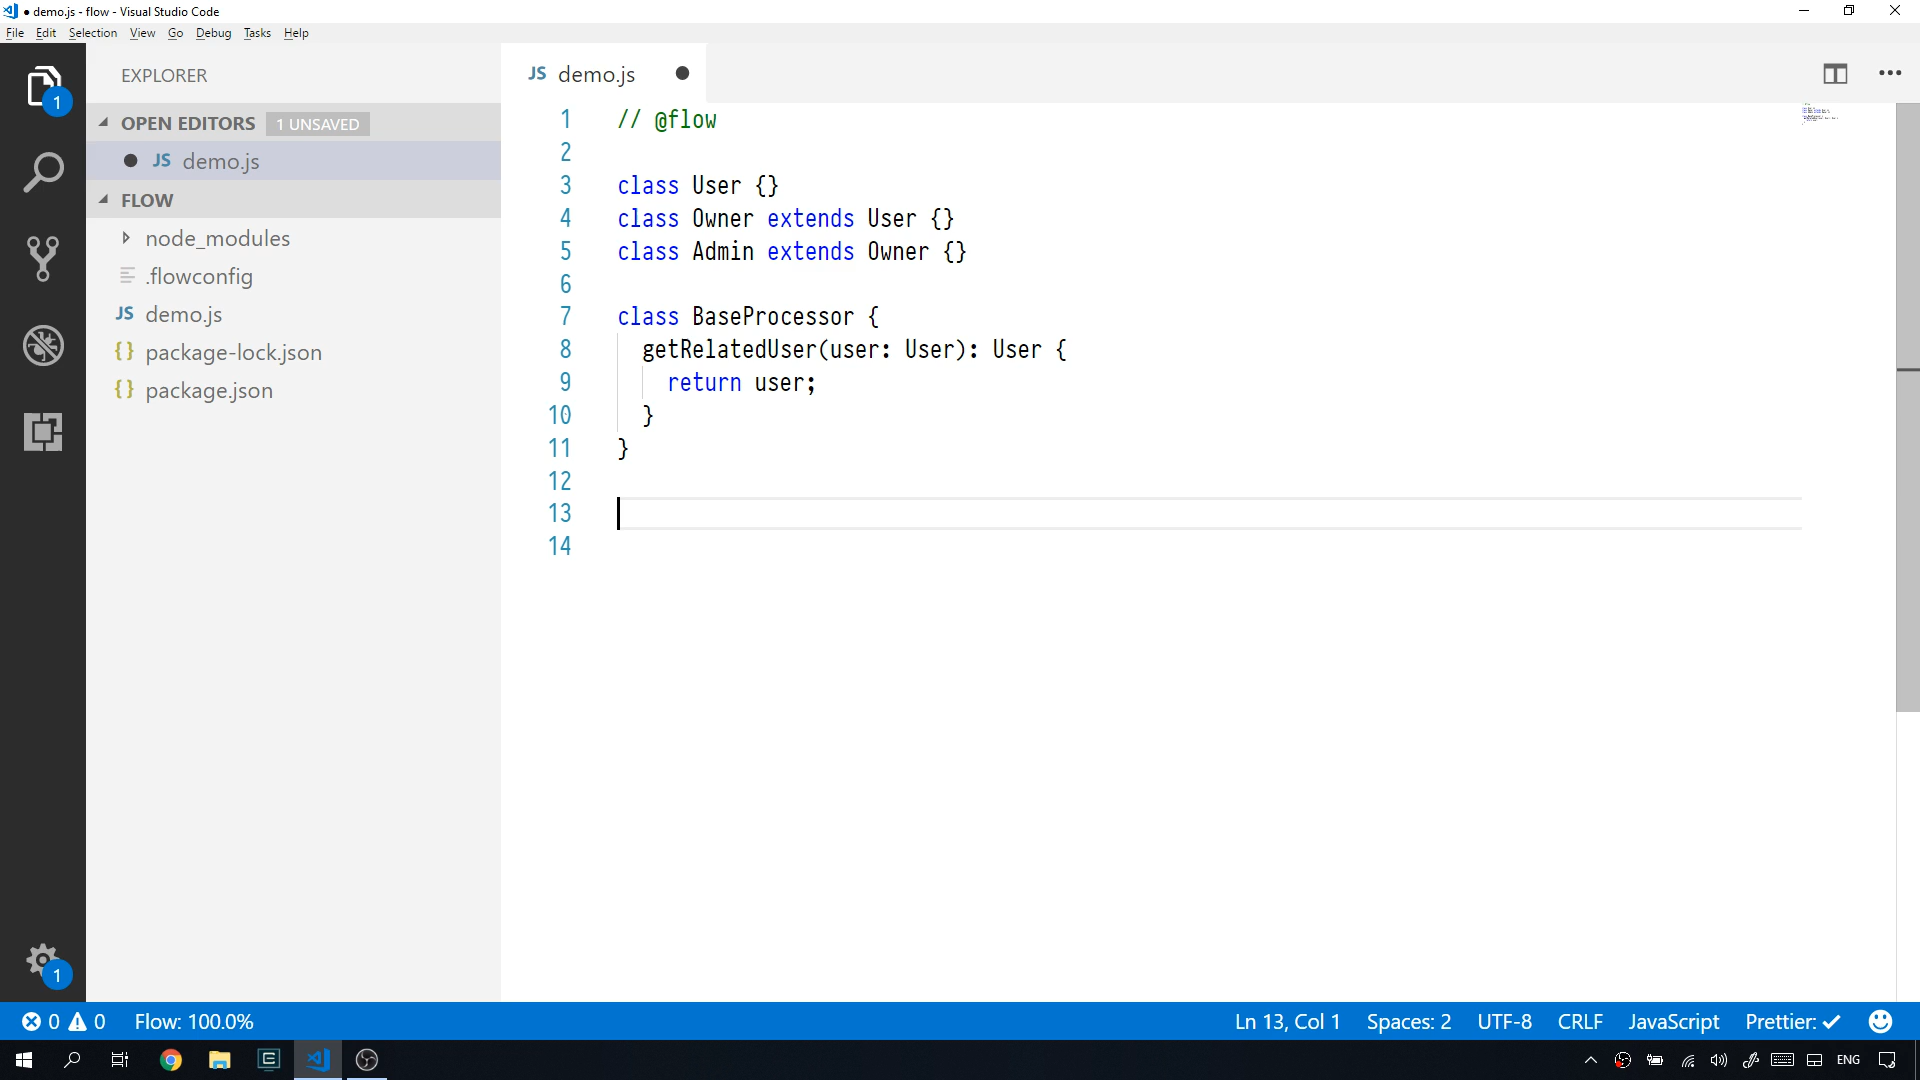 ● demo.js - flow - Visual Studio Code
File Edit Selection View Go Debug Tasks Help
EXPLORER
OPEN EDITORS 1 UNSAVED
● JS demo.js
FLOW
node_modules
.flowconfig
JS demo.js
{} package-lock.json
{} package.json
1
1
JS demo.js ●
1 // @flow
2
3 class User {}
4 class Owner extends User {}
5 class Admin extends Owner {}
6
7 class BaseProcessor {
8 getRelatedUser(user: User): User {
9 return user;
10 }
11 }
12
13
14
0 0 Flow: 100.0% Ln 13, Col 1 Spaces: 2 UTF-8 CRLF JavaScript Prettier: ✓
ENG